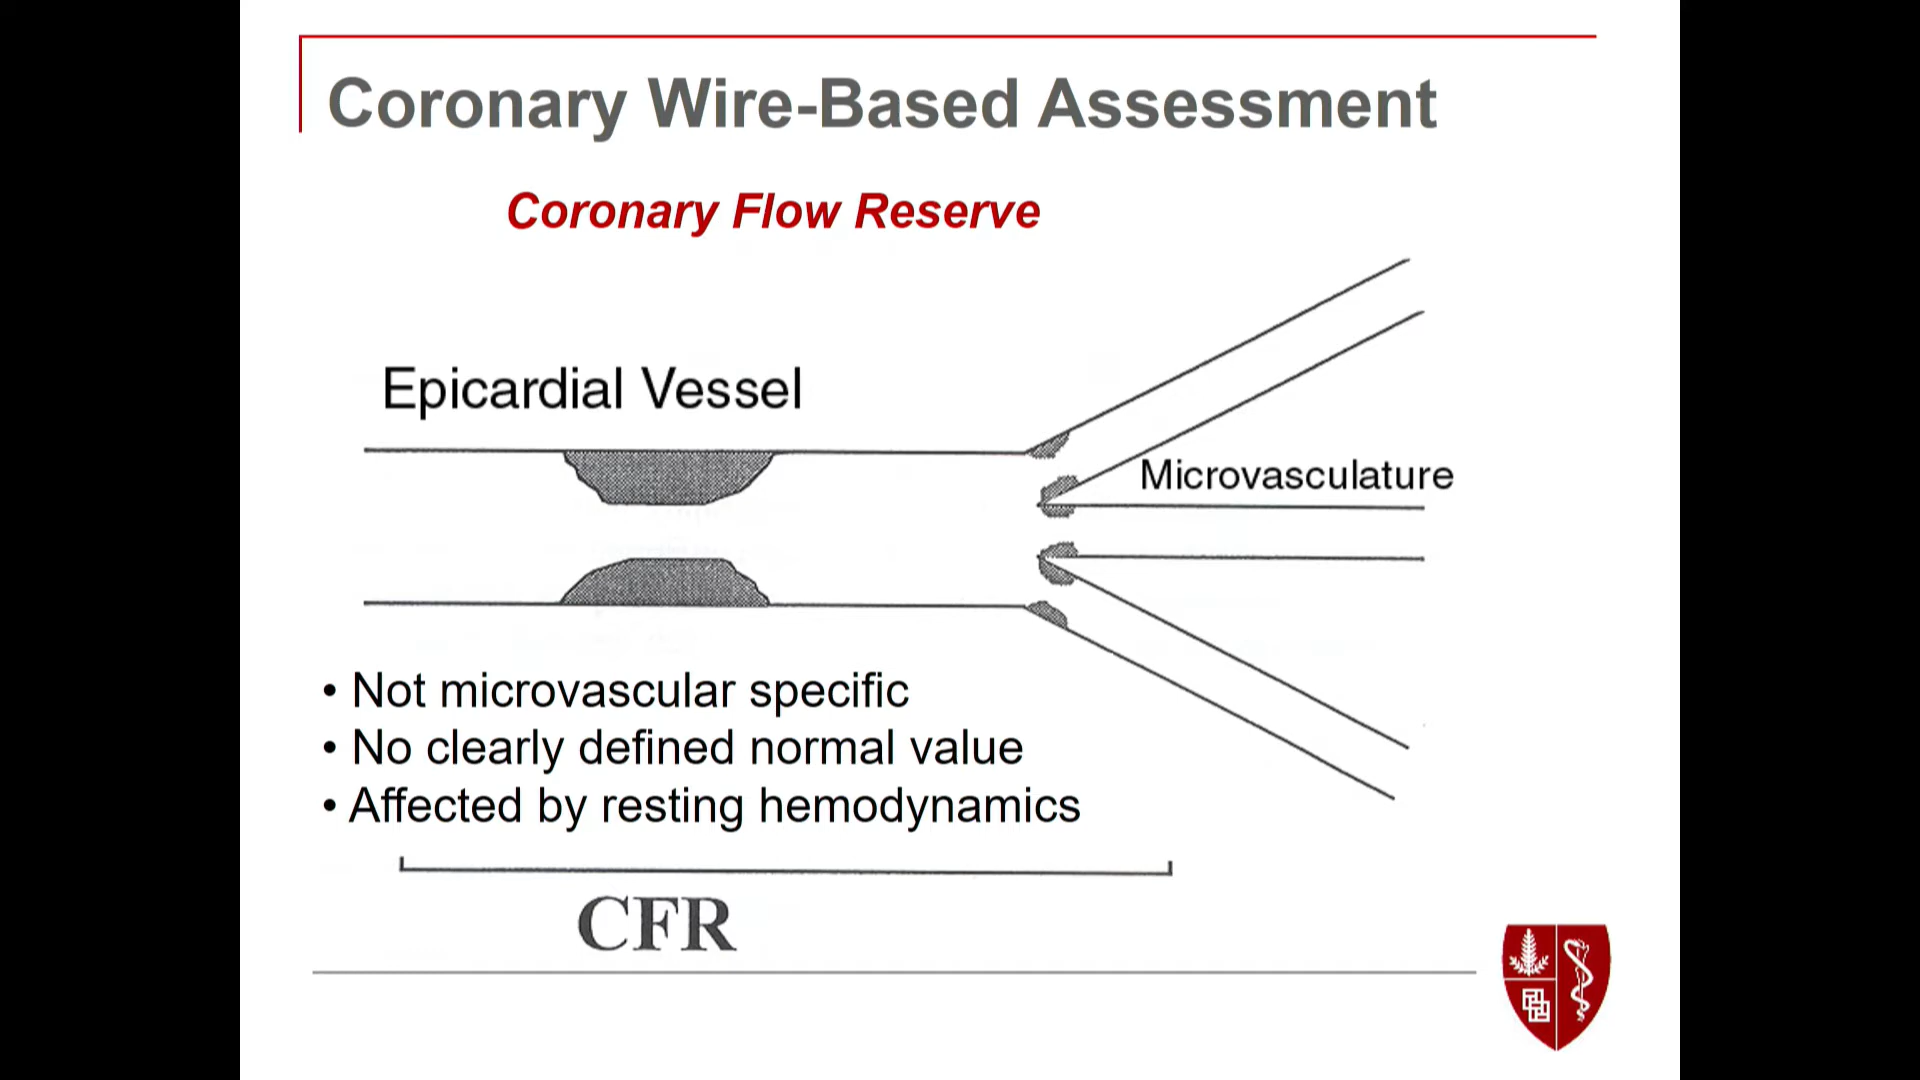 Coronary Wire-Based Assessment
Coronary Flow Reserve
Epicardial Vessel
Microvasculature
• Not microvascular specific
• No clearly defined normal value
• Affected by resting hemodynamics
CFR